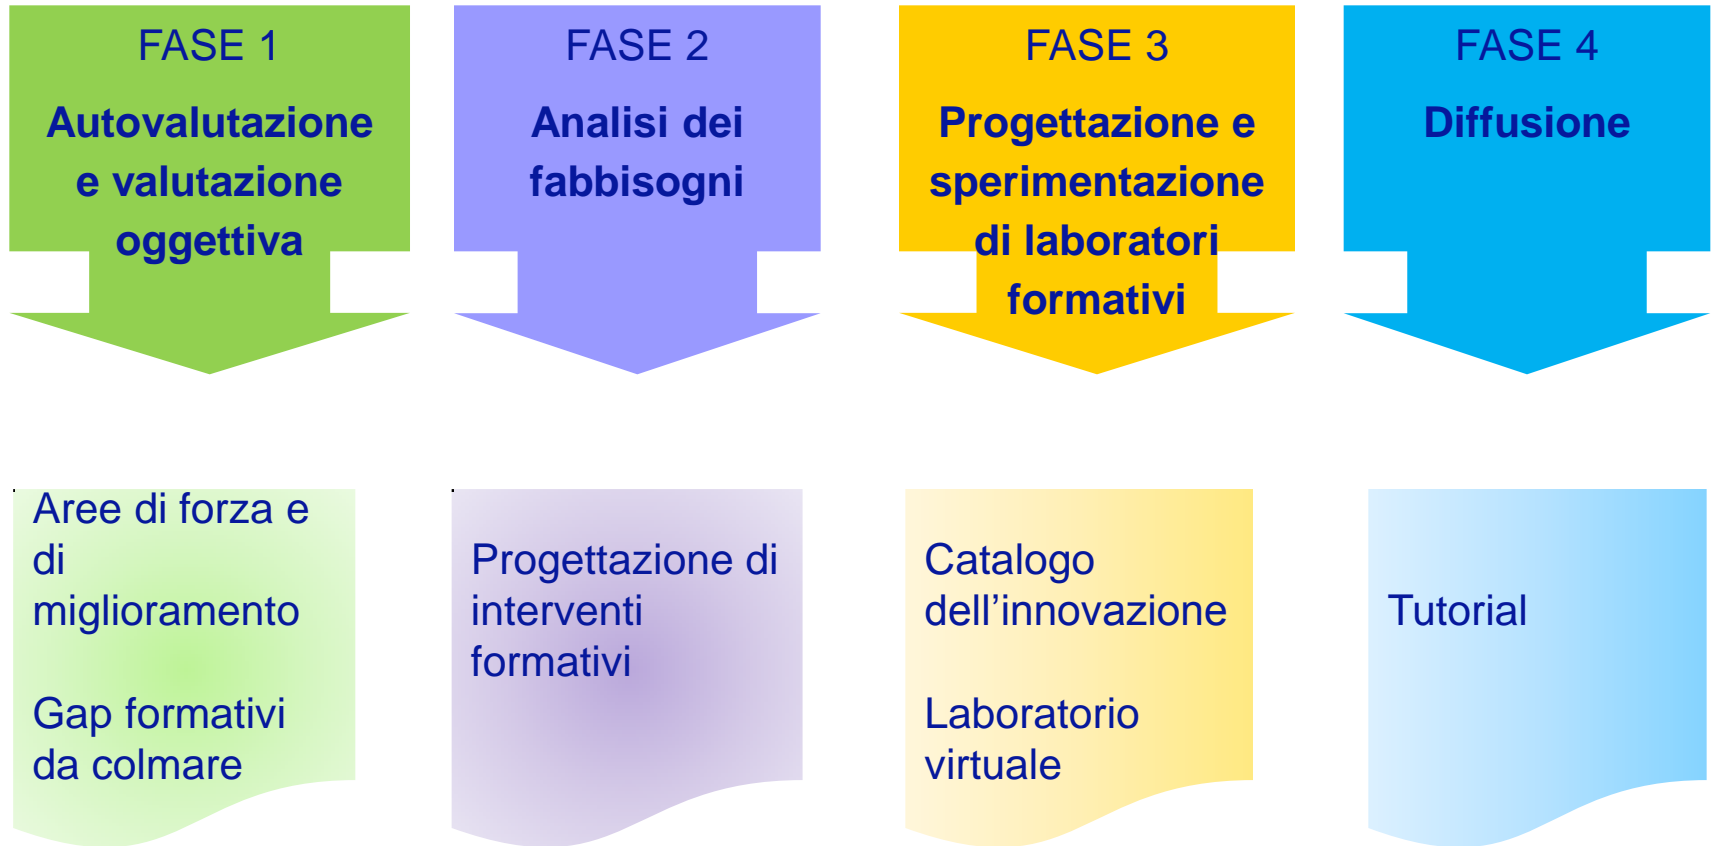 FASE 1
Autovalutazione
e valutazione
oggettiva
FASE 2
Analisi dei
fabbisogni
FASE 3
Progettazione e
sperimentazione
di laboratori
formativi
FASE 4
Diffusione
Aree di forza e
di
miglioramento
Gap formativi
da colmare
Progettazione di
interventi
formativi
Catalogo
dell’innovazione
Laboratorio
virtuale
Tutorial